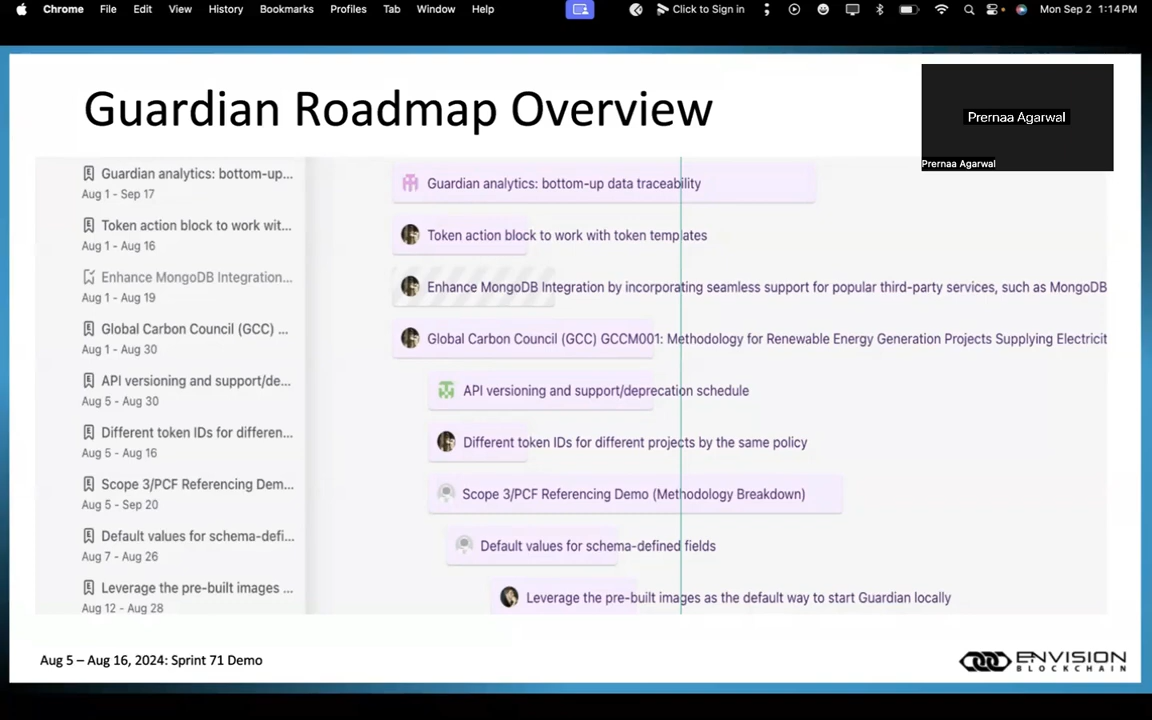 Chrome File Edit View History Bookmarks Profiles Tab Window Help Click to Sign in Mon Sep 2 1:14 PM
Guardian Roadmap Overview
Prernaa Agarwal
Prernaa Agarwal
Guardian analytics: bottom-up...
Aug 1 - Sep 17
Guardian analytics: bottom-up data traceability
Token action block to work wit...
Aug 1 - Aug 16
Token action block to work with token templates
Enhance MongoDB Integration...
Aug 1 - Aug 19
Enhance MongoDB Integration by incorporating seamless support for popular third-party services, such as MongoDB
Global Carbon Council (GCC) ...
Aug 1 - Aug 30
Global Carbon Council (GCC) GCCM001: Methodology for Renewable Energy Generation Projects Supplying Electricit
API versioning and support/de...
Aug 5 - Aug 30
API versioning and support/deprecation schedule
Different token IDs for differen...
Aug 5 - Aug 16
Different token IDs for different projects by the same policy
Scope 3/PCF Referencing Dem...
Aug 5 - Sep 20
Scope 3/PCF Referencing Demo (Methodology Breakdown)
Default values for schema-defi...
Aug 7 - Aug 26
Default values for schema-defined fields
Leverage the pre-built images ...
Aug 12 - Aug 28
Leverage the pre-built images as the default way to start Guardian locally
Aug 5 – Aug 16, 2024: Sprint 71 Demo
ENVISION
BLOCKCHAIN